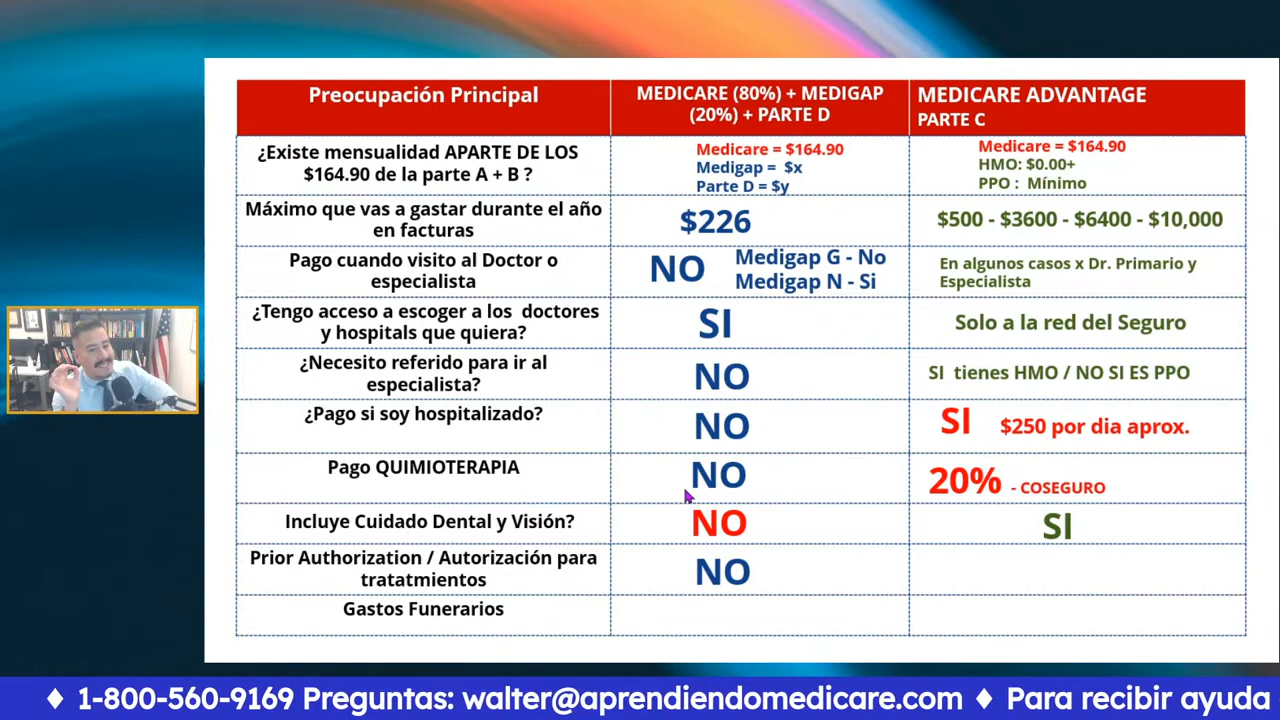 Preocupación Principal
MEDICARE (80%) + MEDIGAP
(20%) + PARTE D
MEDICARE ADVANTAGE
PARTE C
¿Existe mensualidad APARTE DE LOS
$164.90 de la parte A + B ?
Medicare = $164.90
Medigap = $x
Parte D = $y
Medicare = $164.90
HMO: $0.00+
PPO : Mínimo
Máximo que vas a gastar durante el año
en facturas
$226
$500 - $3600 - $6400 - $10,000
Pago cuando visito al Doctor o
especialista
NO
Medigap G - No
Medigap N - Si
En algunos casos x Dr. Primario y
Especialista
¿Tengo acceso a escoger a los doctores
y hospitals que quiera?
SI
Solo a la red del Seguro
¿Necesito referido para ir al
especialista?
NO
SI tienes HMO / NO SI ES PPO
¿Pago si soy hospitalizado?
NO
SI $250 por dia aprox.
Pago QUIMIOTERAPIA
NO
20% - COSEGURO
Incluye Cuidado Dental y Visión?
NO
SI
Prior Authorization / Autorización para
tratatmientos
NO
Gastos Funerarios
♦ 1-800-560-9169 Preguntas: walter@aprendiendomedicare.com ♦ Para recibir ayuda